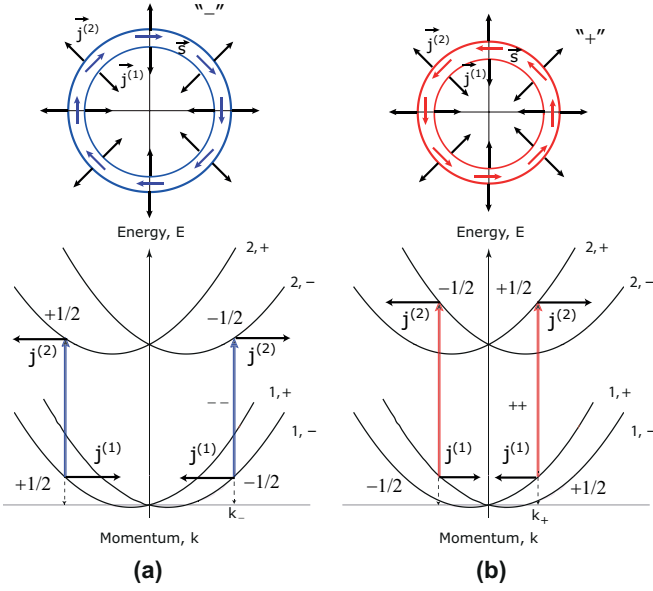 j⃗⁽²⁾ "−"
s⃗
j⃗⁽¹⁾
Energy, E
2,+
2,−
+1/2 −1/2
j⁽²⁾ j⁽²⁾
−−
1,+
1,−
j⁽¹⁾ j⁽¹⁾
+1/2 −1/2
k₋
Momentum, k
(a)
j⃗⁽²⁾ "+"
s⃗
j⃗⁽¹⁾
Energy, E
2,+
2,−
−1/2 +1/2
j⁽²⁾ j⁽²⁾
++
1,+
1,−
j⁽¹⁾ j⁽¹⁾
−1/2 +1/2
k₊
Momentum, k
(b)